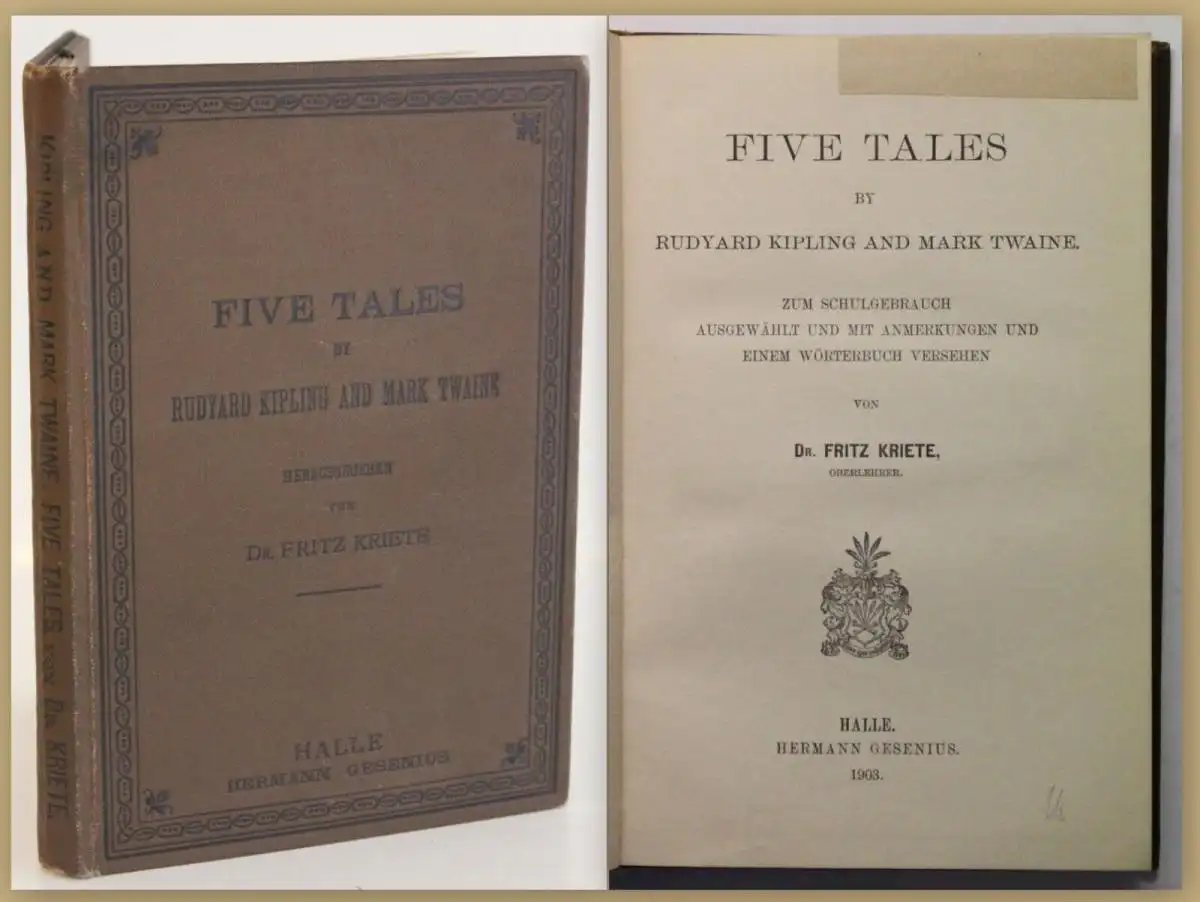 KIPLING AND MARK TWAINE FIVE TALES VON DR. KRIETE.
FIVE TALES
BY
RUDYARD KIPLING AND MARK TWAINE
HERAUSGEGEBEN
VON
DR. FRITZ KRIETE
HALLE
HERMANN GESENIUS
FIVE TALES
BY
RUDYARD KIPLING AND MARK TWAINE.
ZUM SCHULGEBRAUCH
AUSGEWÄHLT UND MIT ANMERKUNGEN UND
EINEM WÖRTERBUCH VERSEHEN
VON
DR. FRITZ KRIETE,
OBERLEHRER.
HALLE.
HERMANN GESENIUS.
1903.